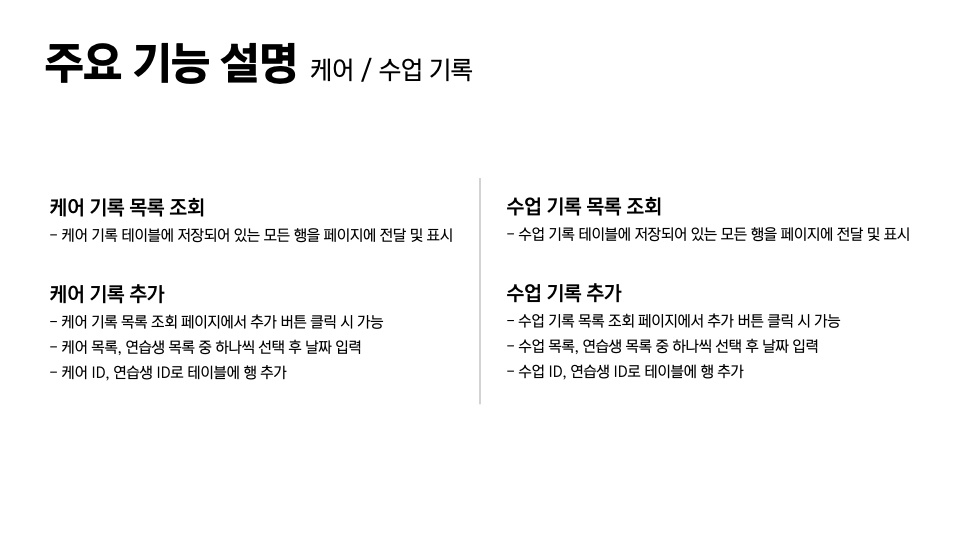 주요 기능 설명 케어 / 수업 기록
케어 기록 목록 조회
- 케어 기록 테이블에 저장되어 있는 모든 행을 페이지에 전달 및 표시
케어 기록 추가
- 케어 기록 목록 조회 페이지에서 추가 버튼 클릭 시 가능
- 케어 목록, 연습생 목록 중 하나씩 선택 후 날짜 입력
- 케어 ID, 연습생 ID로 테이블에 행 추가
수업 기록 목록 조회
- 수업 기록 테이블에 저장되어 있는 모든 행을 페이지에 전달 및 표시
수업 기록 추가
- 수업 기록 목록 조회 페이지에서 추가 버튼 클릭 시 가능
- 수업 목록, 연습생 목록 중 하나씩 선택 후 날짜 입력
- 수업 ID, 연습생 ID로 테이블에 행 추가